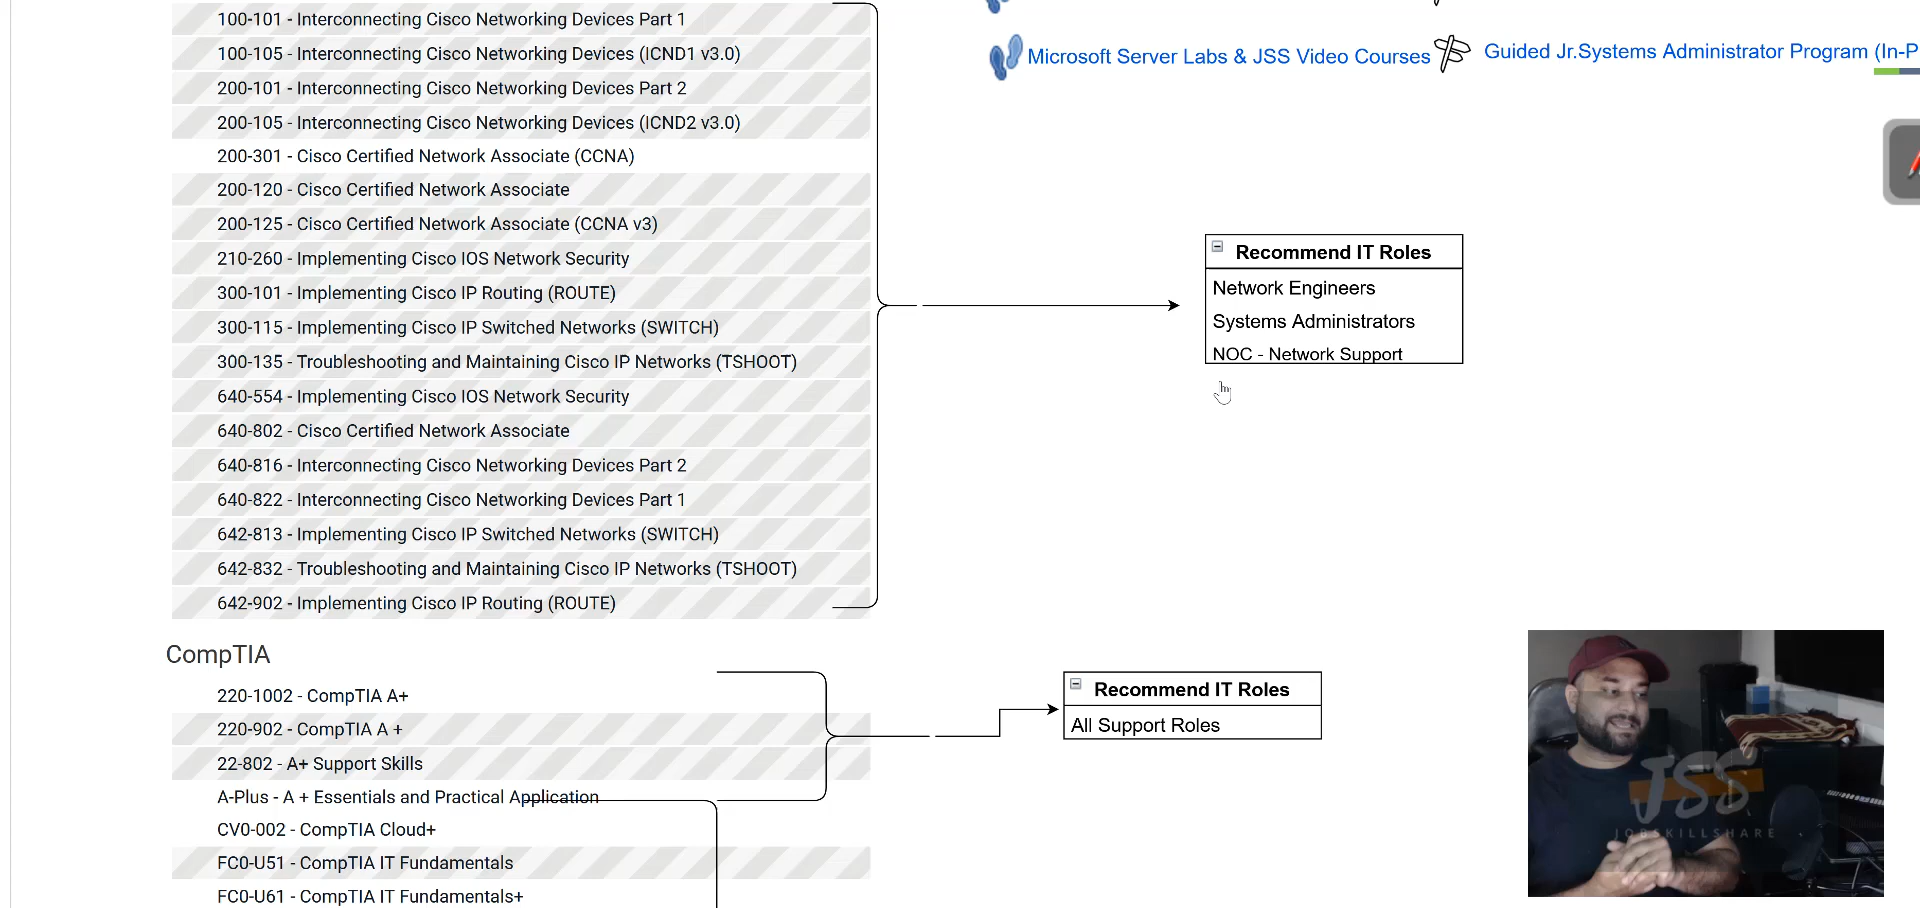 100-101 - Interconnecting Cisco Networking Devices Part 1
100-105 - Interconnecting Cisco Networking Devices (ICND1 v3.0)
200-101 - Interconnecting Cisco Networking Devices Part 2
200-105 - Interconnecting Cisco Networking Devices (ICND2 v3.0)
200-301 - Cisco Certified Network Associate (CCNA)
200-120 - Cisco Certified Network Associate
200-125 - Cisco Certified Network Associate (CCNA v3)
210-260 - Implementing Cisco IOS Network Security
300-101 - Implementing Cisco IP Routing (ROUTE)
300-115 - Implementing Cisco IP Switched Networks (SWITCH)
300-135 - Troubleshooting and Maintaining Cisco IP Networks (TSHOOT)
640-554 - Implementing Cisco IOS Network Security
640-802 - Cisco Certified Network Associate
640-816 - Interconnecting Cisco Networking Devices Part 2
640-822 - Interconnecting Cisco Networking Devices Part 1
642-813 - Implementing Cisco IP Switched Networks (SWITCH)
642-832 - Troubleshooting and Maintaining Cisco IP Networks (TSHOOT)
642-902 - Implementing Cisco IP Routing (ROUTE)
Microsoft Server Labs & JSS Video Courses
Guided Jr.Systems Administrator Program (In-P
Recommend IT Roles
Network Engineers
Systems Administrators
NOC - Network Support
CompTIA
220-1002 - CompTIA A+
220-902 - CompTIA A +
22-802 - A+ Support Skills
A-Plus - A + Essentials and Practical Application
CV0-002 - CompTIA Cloud+
FC0-U51 - CompTIA IT Fundamentals
FC0-U61 - CompTIA IT Fundamentals+
Recommend IT Roles
All Support Roles
JSS
JOBSKILLSHARE